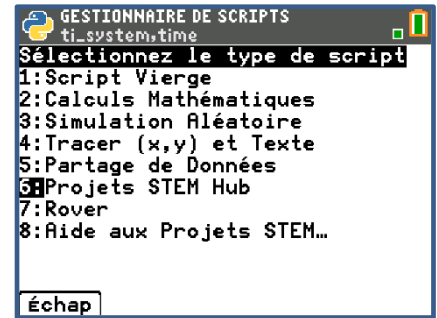 GESTIONNAIRE DE SCRIPTS
ti_system,time
Sélectionnez le type de script
1:Script Vierge
2:Calculs Mathématiques
3:Simulation Aléatoire
4:Tracer (x,y) et Texte
5:Partage de Données
6:Projets STEM Hub
7:Rover
8:Aide aux Projets STEM…
Échap